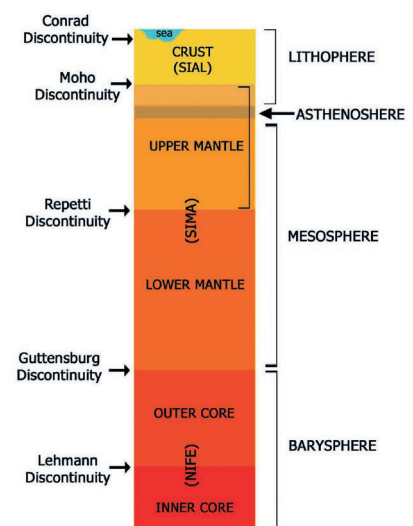 Conrad
Discontinuity
sea
CRUST
(SIAL)
LITHOPHERE
Moho
Discontinuity
ASTHENOSHERE
UPPER MANTLE
Repetti
Discontinuity
(SIMA)
MESOSPHERE
LOWER MANTLE
Guttensburg
Discontinuity
OUTER CORE
BARYSPHERE
Lehmann
Discontinuity
(NIFE)
INNER CORE